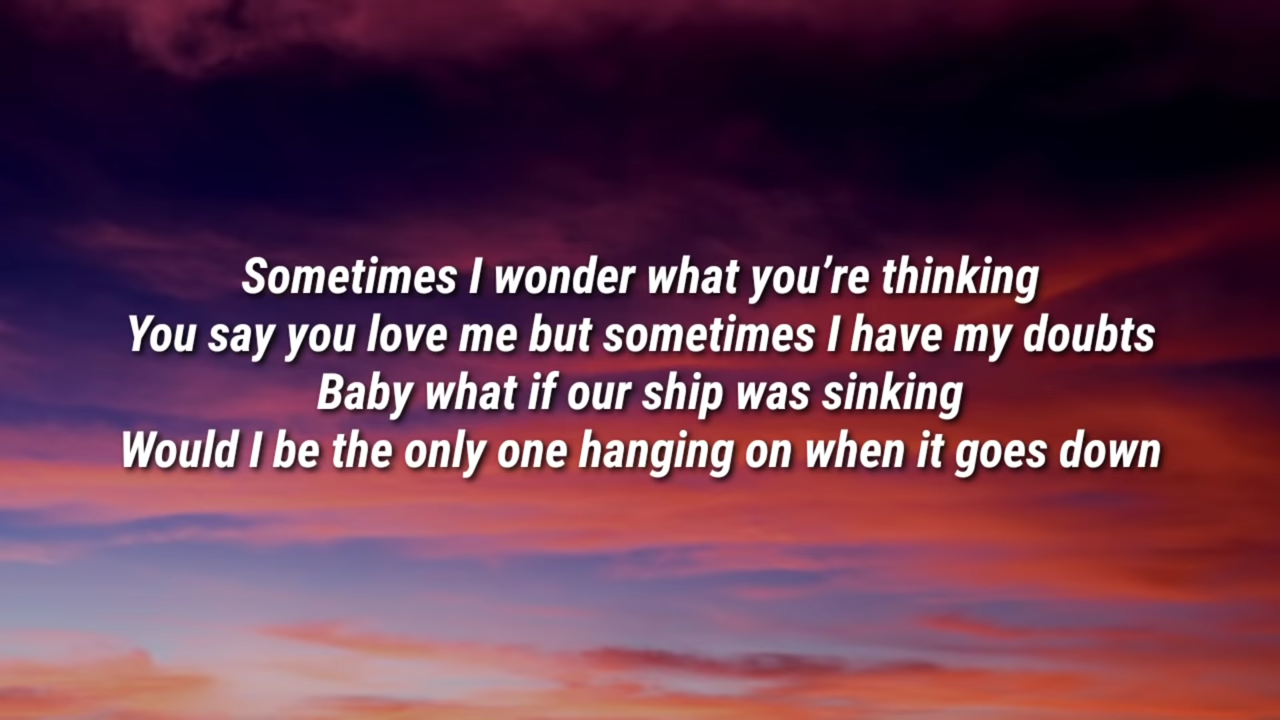 Sometimes I wonder what you’re thinking
You say you love me but sometimes I have my doubts
Baby what if our ship was sinking
Would I be the only one hanging on when it goes down